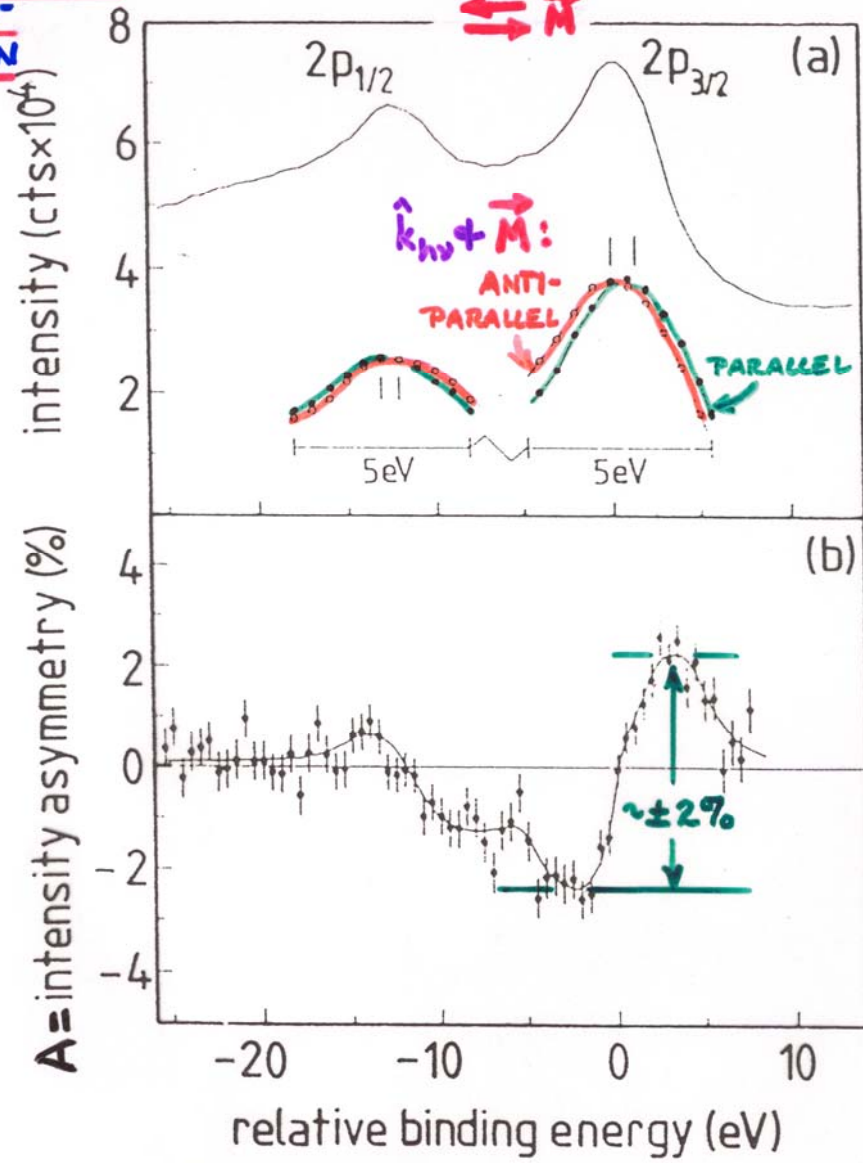 M
8
2p1/2
2p3/2
(a)
6
k̂hν + M:
4
ANTI-
PARALLEL
PARALLEL
2
5eV
5eV
intensity (cts×10⁴)
(b)
4
2
0
~±2%
-2
-4
A=intensity asymmetry (%)
-20
-10
0
10
relative binding energy (eV)